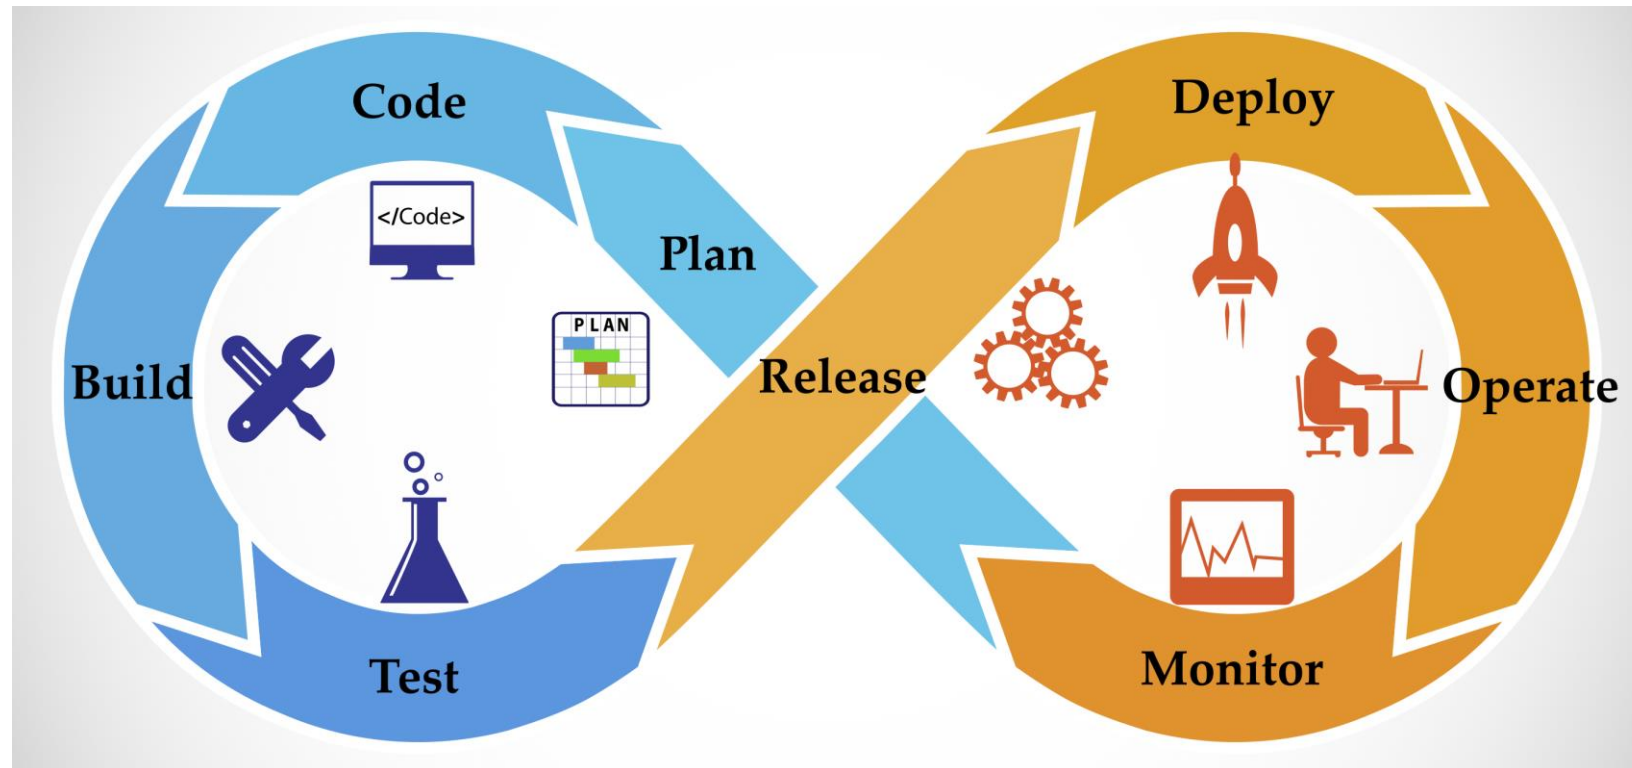 Code
Deploy
</Code>
Plan
PLAN
Release
Build
Operate
Test
Monitor